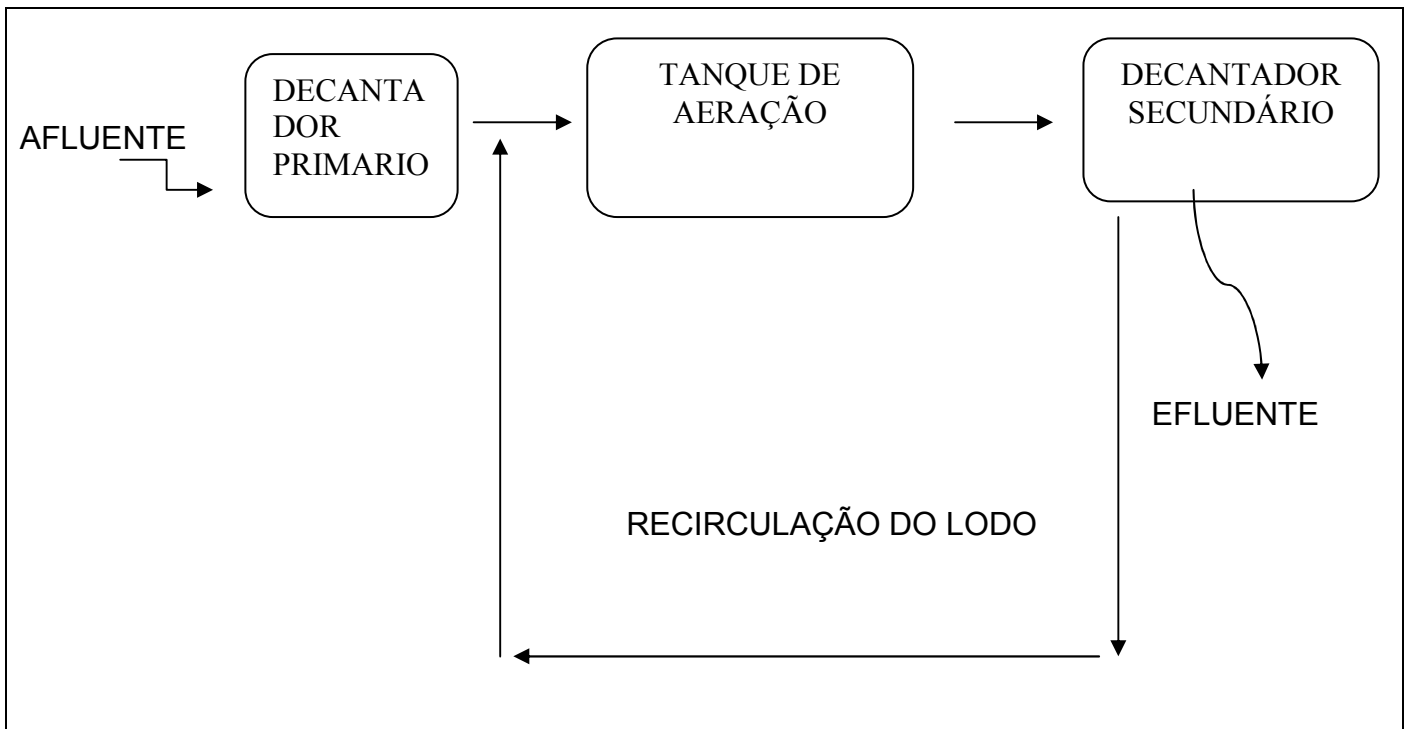 AFLUENTE
DECANTA
DOR
PRIMARIO
TANQUE DE
AERAÇÃO
DECANTADOR
SECUNDÁRIO
EFLUENTE
RECIRCULAÇÃO DO LODO